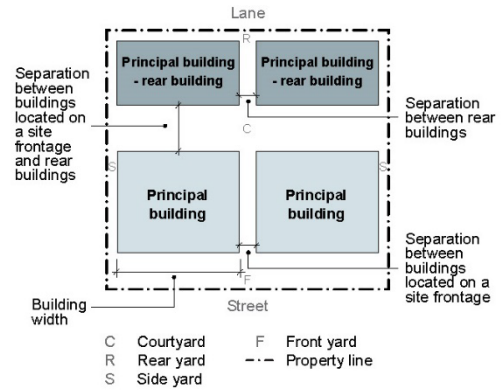 Lane
R
Principal building
- rear building
Principal building
- rear building
Separation
between
buildings
located on
a site
frontage
and rear
buildings
Separation
between rear
buildings
C
S
S
Principal
building
Principal
building
Separation
between
buildings
located on a
site frontage
F
Building
width
Street
C Courtyard
R Rear yard
S Side yard
F Front yard
Property line